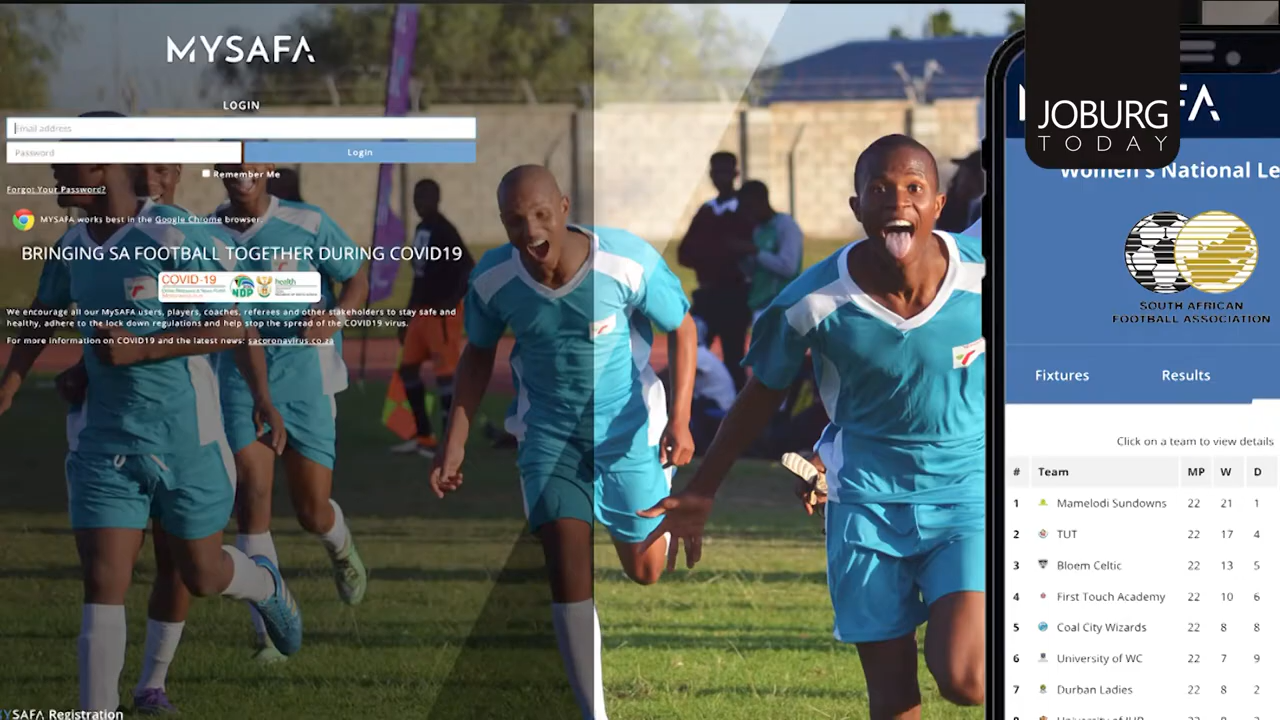 MYSAFA
LOGIN
Email address
Password
Login
Remember Me
Forgot Your Password?
MYSAFA works best in the Google Chrome browser.
BRINGING SA FOOTBALL TOGETHER DURING COVID19
COVID-19
NDP
health
We encourage all our MySAFA users, players, coaches, referees and other stakeholders to stay safe and
healthy, adhere to the lock down regulations and help stop the spread of the COVID19 virus.
For more information on COVID19 and the latest news: sacoronavirus.co.za
MYSAFA Registration
JOBURG
TODAY
M FA
Women's National Le
SOUTH AFRICAN
FOOTBALL ASSOCIATION
Fixtures Results
Click on a team to view details
# Team MP W D
1 Mamelodi Sundowns 22 21 1
2 TUT 22 17 4
3 Bloem Celtic 22 13 5
4 First Touch Academy 22 10 6
5 Coal City Wizards 22 8 8
6 University of WC 22 7 9
7 Durban Ladies 22 8 2